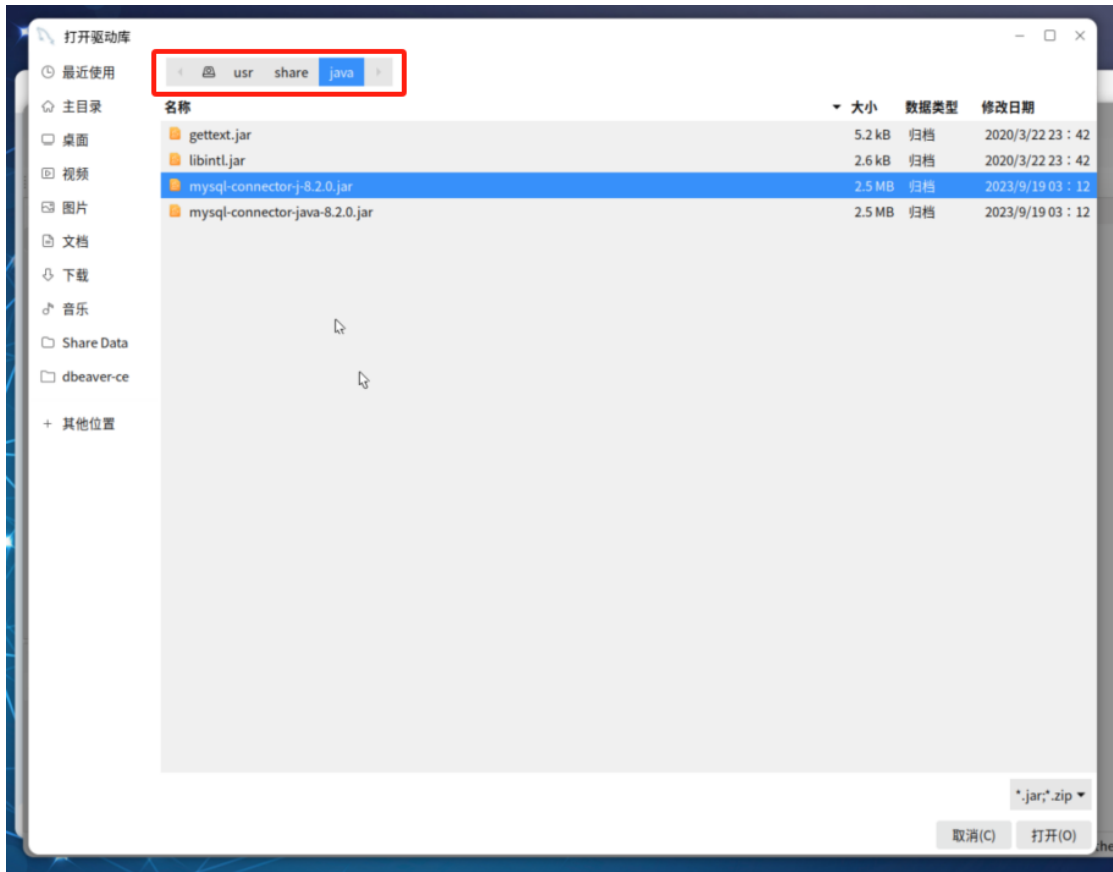 打开驱动库
最近使用
usr share java
主目录
桌面
视频
图片
文档
下载
音乐
Share Data
dbeaver-ce
+ 其他位置
名称 大小 数据类型 修改日期
gettext.jar 5.2 kB 归档 2020/3/22 23：42
libintl.jar 2.6 kB 归档 2020/3/22 23：42
mysql-connector-j-8.2.0.jar 2.5 MB 归档 2023/9/19 03：12
mysql-connector-java-8.2.0.jar 2.5 MB 归档 2023/9/19 03：12
*.jar;*.zip
取消(C) 打开(O)